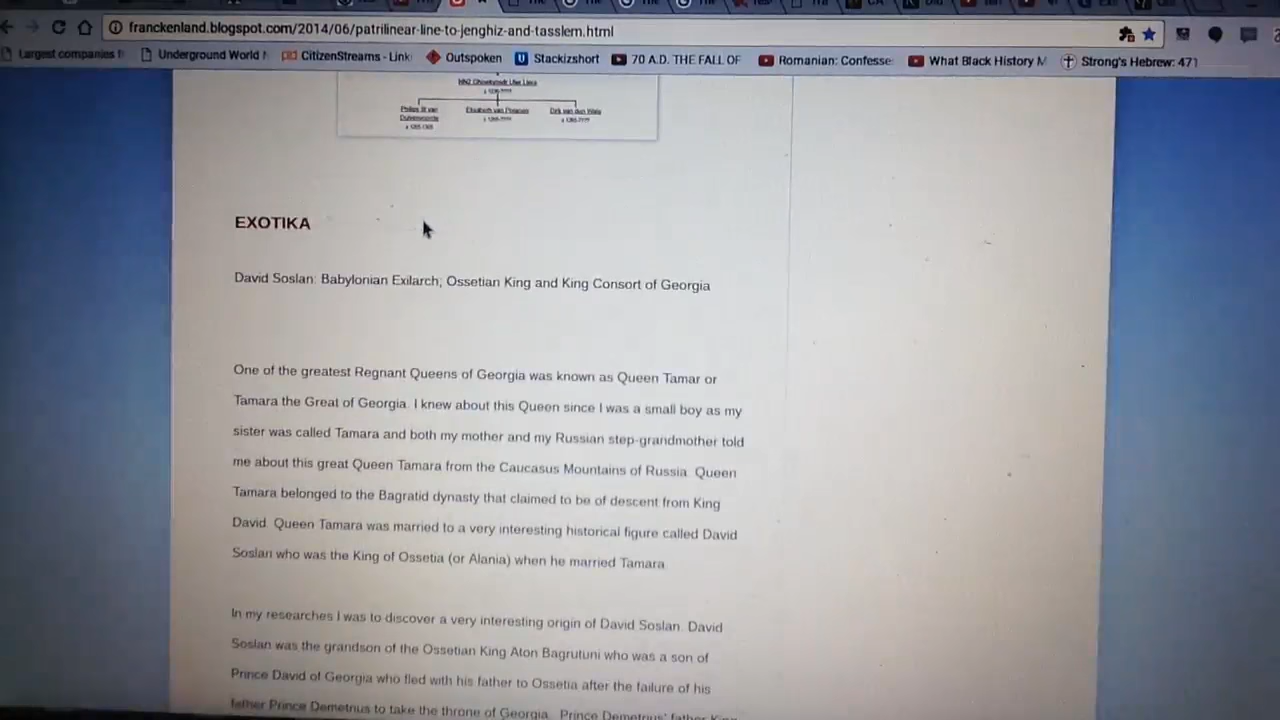 franckenland.blogspot.com/2014/06/patrilinear-line-to-jenghiz-and-tasslem.html
Largest companies Underground World CitizenStreams - Link Outspoken Stackizshort 70 A.D. THE FALL OF Romanian: Confesse What Black History M Strong's Hebrew: 471
EXOTIKA
David Soslan: Babylonian Exilarch; Ossetian King and King Consort of Georgia
One of the greatest Regnant Queens of Georgia was known as Queen Tamar or
Tamara the Great of Georgia. I knew about this Queen since I was a small boy as my
sister was called Tamara and both my mother and my Russian step-grandmother told
me about this great Queen Tamara from the Caucasus Mountains of Russia. Queen
Tamara belonged to the Bagratid dynasty that claimed to be of descent from King
David. Queen Tamara was married to a very interesting historical figure called David
Soslan who was the King of Ossetia (or Alania) when he married Tamara.
In my researches I was to discover a very interesting origin of David Soslan. David
Soslan was the grandson of the Ossetian King Aton Bagrutuni who was a son of
Prince David of Georgia who fled with his father to Ossetia after the failure of his
father Prince Demetrius to take the throne of Georgia. Prince Demetrius' father King